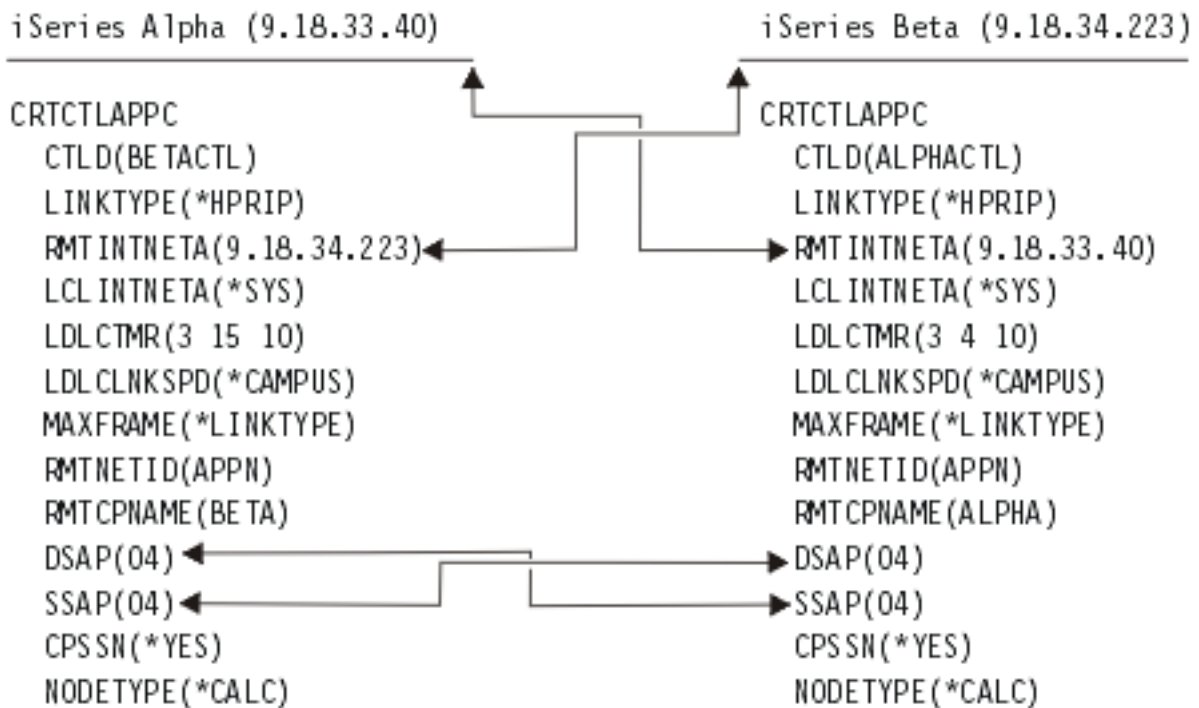 iSeries Alpha (9.18.33.40)
CRTCTLAPPC
CTLD(BETACTL)
LINKTYPE(*HPRIP)
RMTINTNETA(9.18.34.223)
LCLINTNETA(*SYS)
LDLCTMR(3 15 10)
LDLCLNKSPD(*CAMPUS)
MAXFRAME(*LINKTYPE)
RMTNETID(APPN)
RMTCPNAME(BETA)
DSAP(04)
SSAP(04)
CPSSN(*YES)
NODETYPE(*CALC)
iSeries Beta (9.18.34.223)
CRTCTLAPPC
CTLD(ALPHACTL)
LINKTYPE(*HPRIP)
RMTINTNETA(9.18.33.40)
LCLINTNETA(*SYS)
LDLCTMR(3 4 10)
LDLCLNKSPD(*CAMPUS)
MAXFRAME(*LINKTYPE)
RMTNETID(APPN)
RMTCPNAME(ALPHA)
DSAP(04)
SSAP(04)
CPSSN(*YES)
NODETYPE(*CALC)